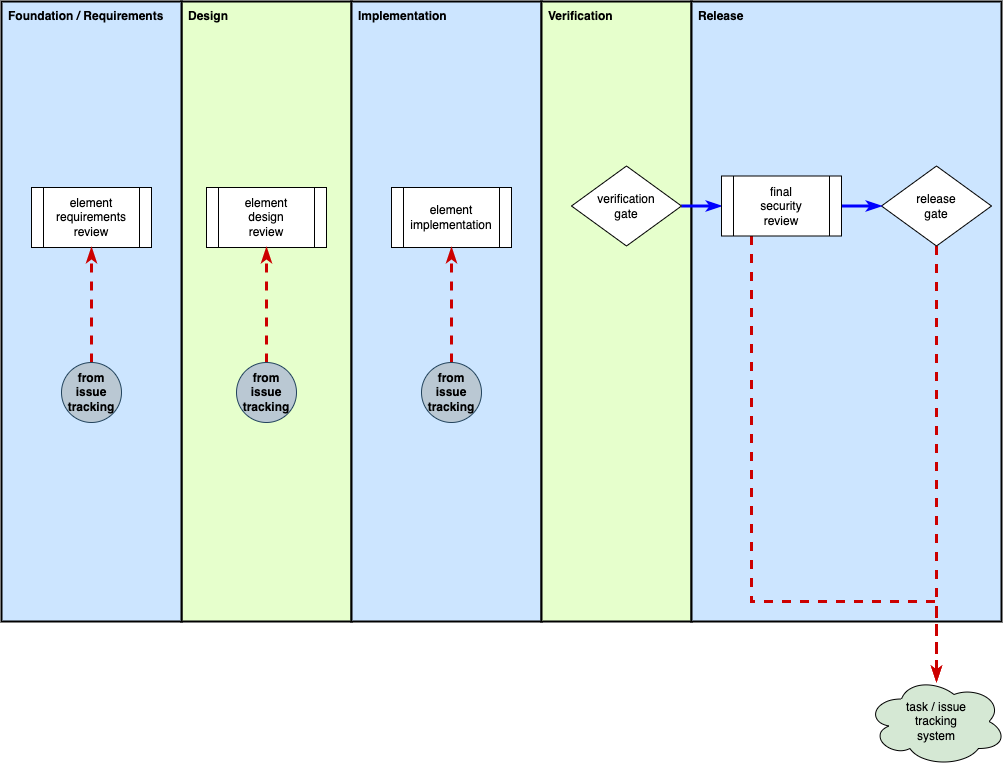 Foundation / Requirements
Design
Implementation
Verification
Release
element
requirements
review
element
design
review
element
implementation
verification
gate
final
security
review
release
gate
from
issue
tracking
from
issue
tracking
from
issue
tracking
task / issue
tracking
system